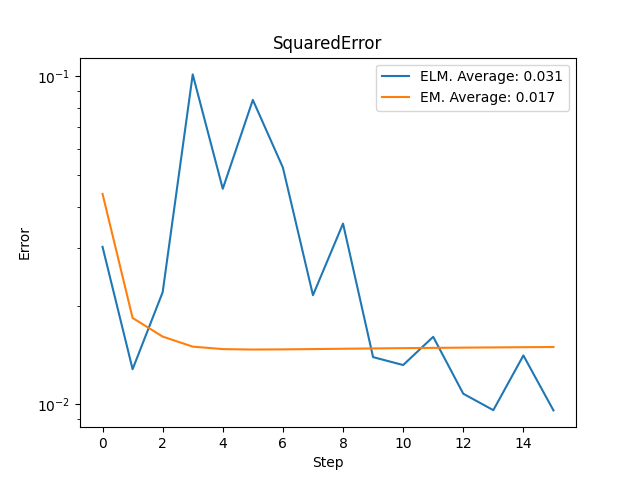 SquaredError
ELM. Average: 0.031
EM. Average: 0.017
10⁻¹
10⁻²
Error
0 2 4 6 8 10 12 14
Step